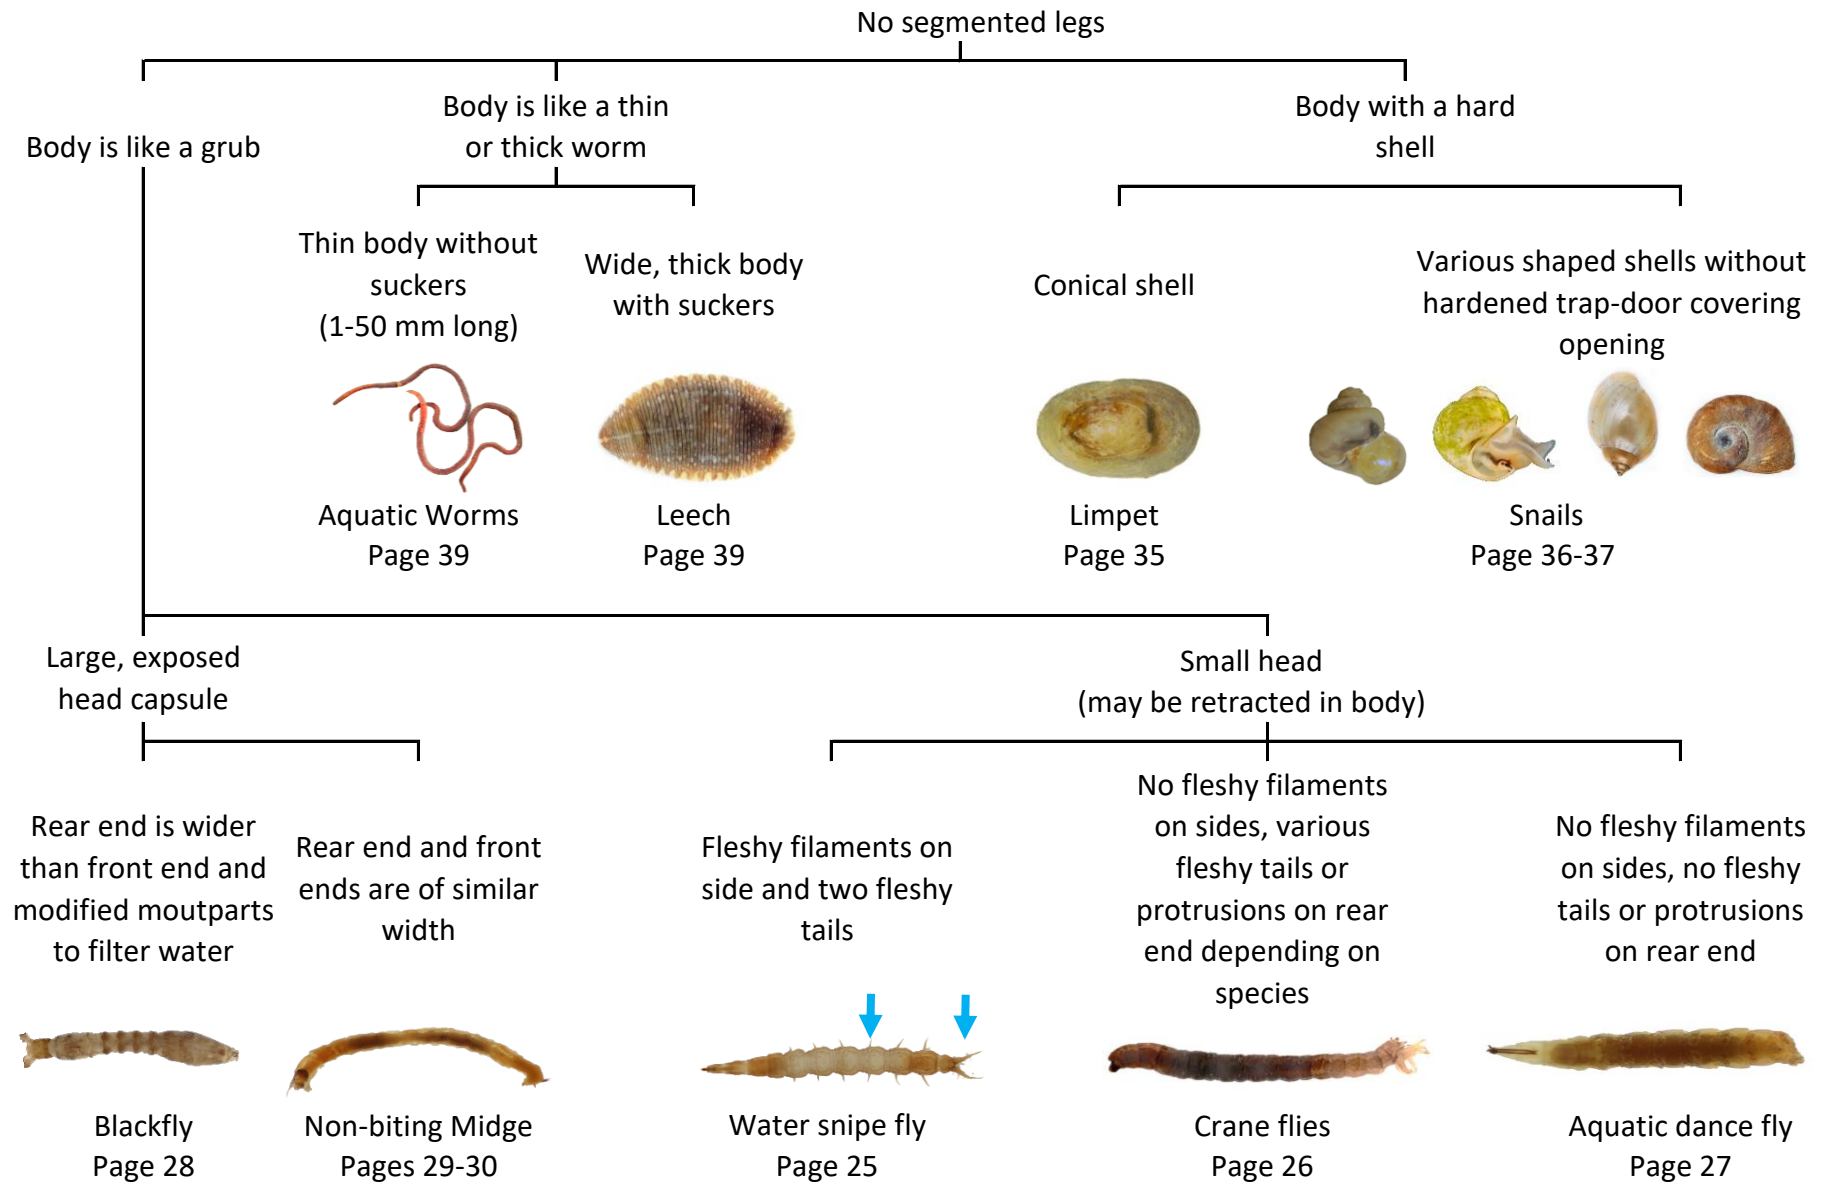 No segmented legs
Body is like a grub
Body is like a thin
or thick worm
Body with a hard
shell
Thin body without
suckers
(1-50 mm long)
Wide, thick body
with suckers
Conical shell
Various shaped shells without
hardened trap-door covering
opening
Aquatic Worms
Page 39
Leech
Page 39
Limpet
Page 35
Snails
Page 36-37
Large, exposed
head capsule
Small head
(may be retracted in body)
Rear end is wider
than front end and
modified moutparts
to filter water
Rear end and front
ends are of similar
width
Fleshy filaments on
side and two fleshy
tails
No fleshy filaments
on sides, various
fleshy tails or
protrusions on rear
end depending on
species
No fleshy filaments
on sides, no fleshy
tails or protrusions
on rear end
Blackfly
Page 28
Non-biting Midge
Pages 29-30
Water snipe fly
Page 25
Crane flies
Page 26
Aquatic dance fly
Page 27